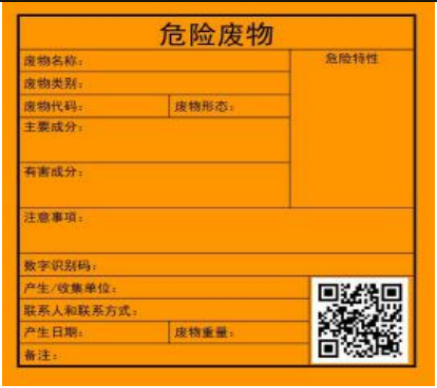 危险废物
废物名称：
危险特性
废物类别：
废物代码：
废物形态：
主要成分：
有害成分：
注意事项：
数字识别码：
产生/收集单位：
联系人和联系方式：
产生日期：
废物重量：
备注：